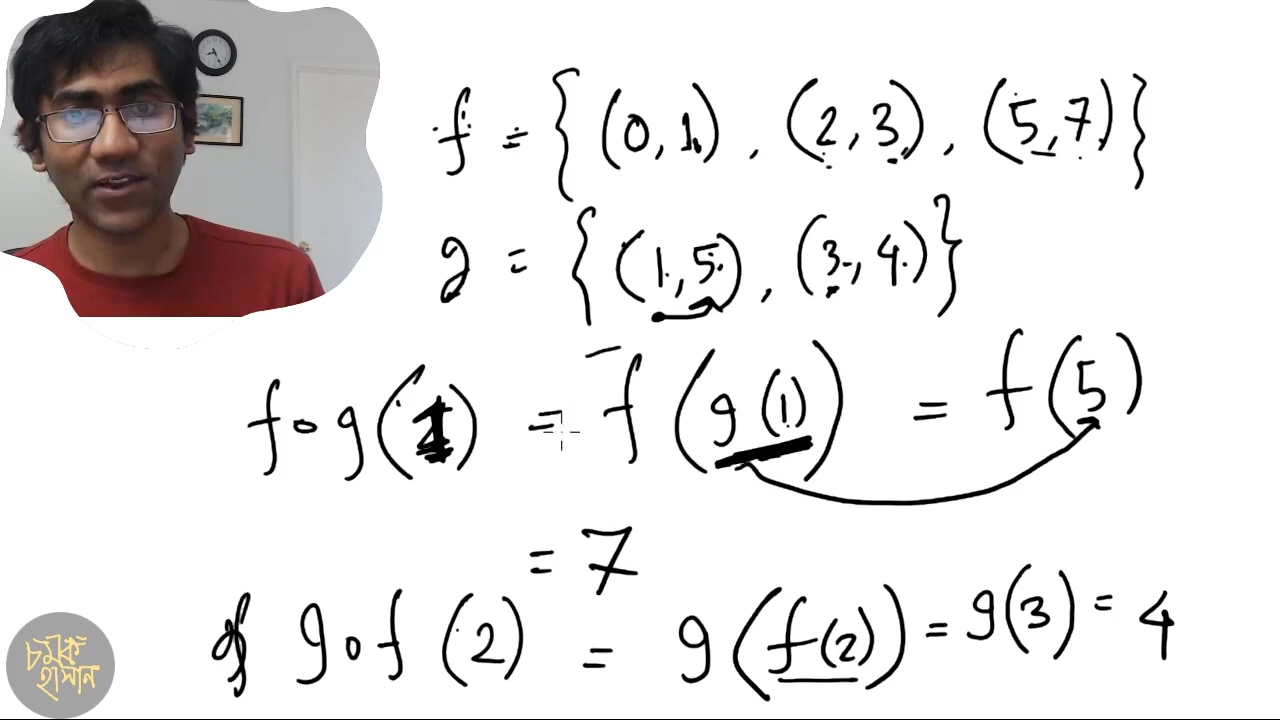 f = { (0, 1) , (2, 3) , (5, 7) }
g = { (1, 5) , (3, 4) }
f o g (1) = f ( g (1) ) = f (5)
= 7
g o f (2) = g ( f (2) ) = g (3) = 4
চমক
হাসান